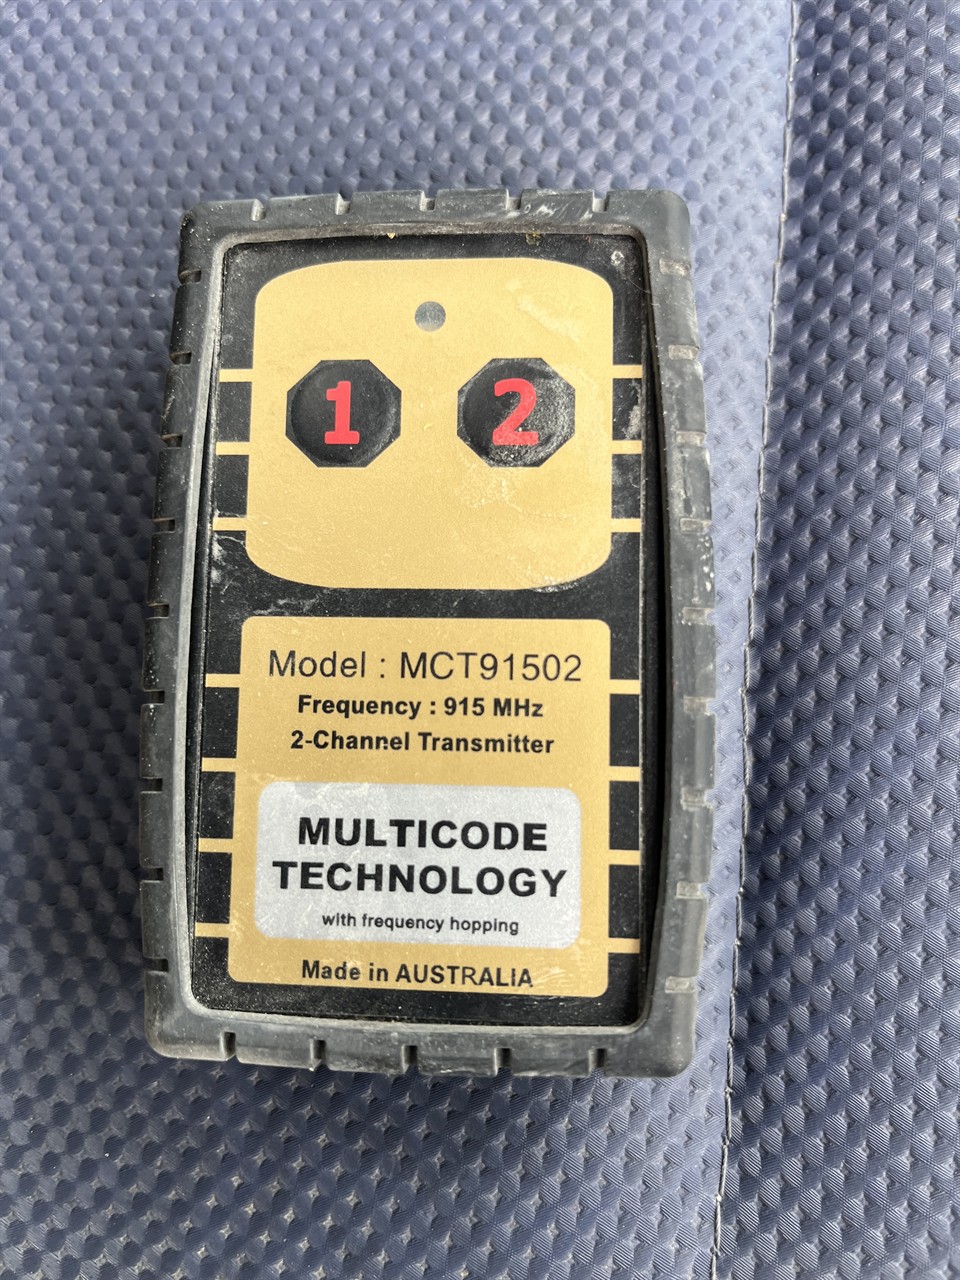 1 2
Model : MCT91502
Frequency : 915 MHz
2-Channel Transmitter
MULTICODE
TECHNOLOGY
with frequency hopping
Made in AUSTRALIA